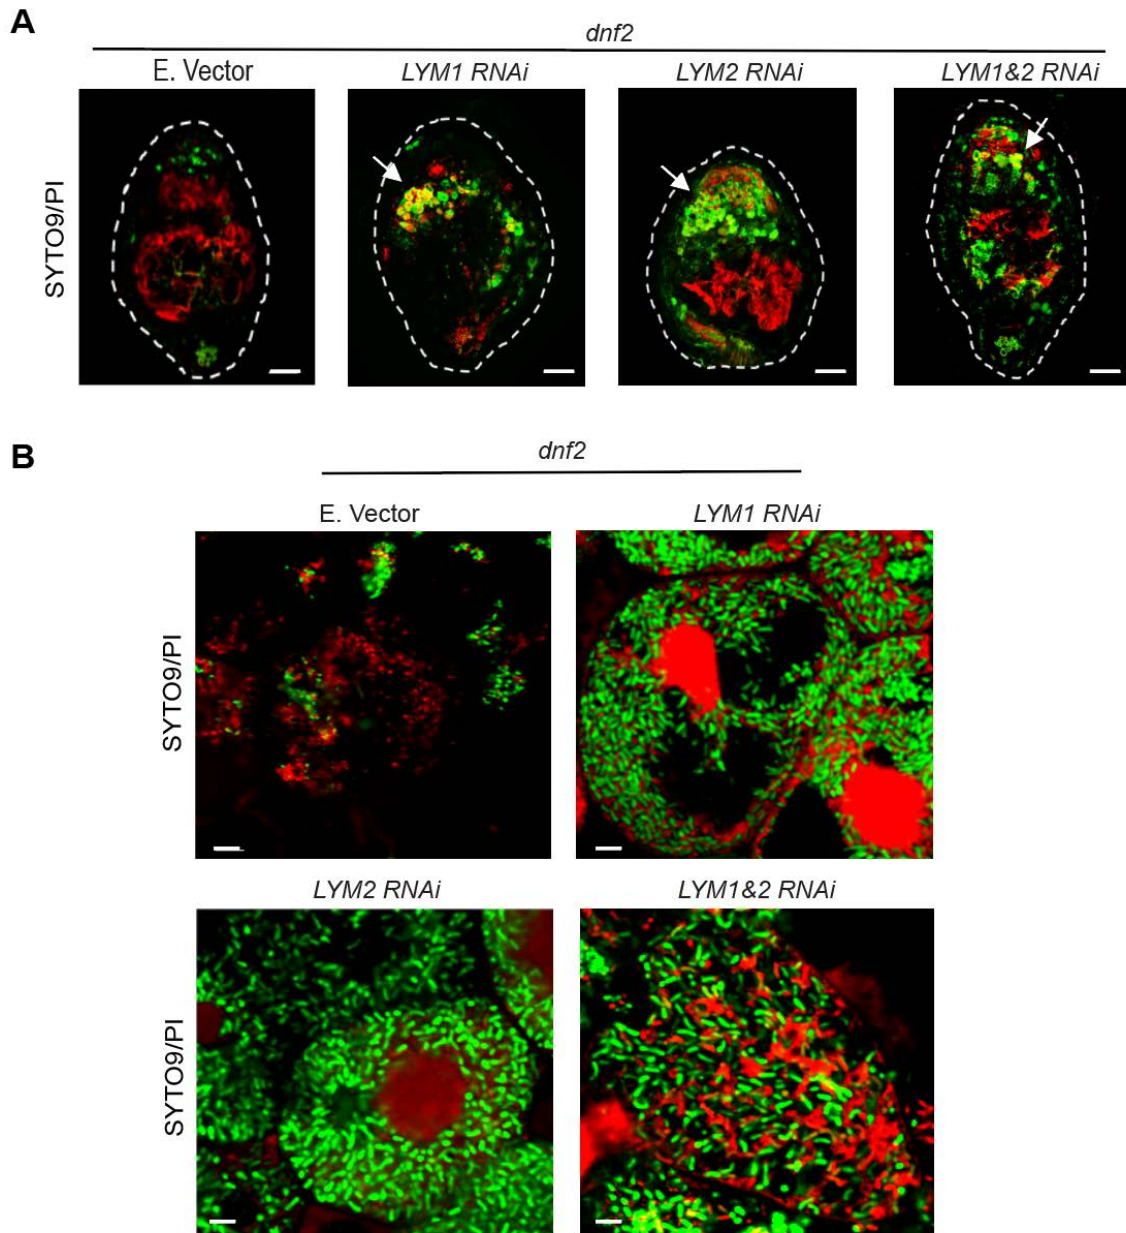 A
dnf2
E. Vector LYM1 RNAi LYM2 RNAi LYM1&2 RNAi
SYTO9/PI
B
dnf2
E. Vector LYM1 RNAi
SYTO9/PI
LYM2 RNAi LYM1&2 RNAi
SYTO9/PI